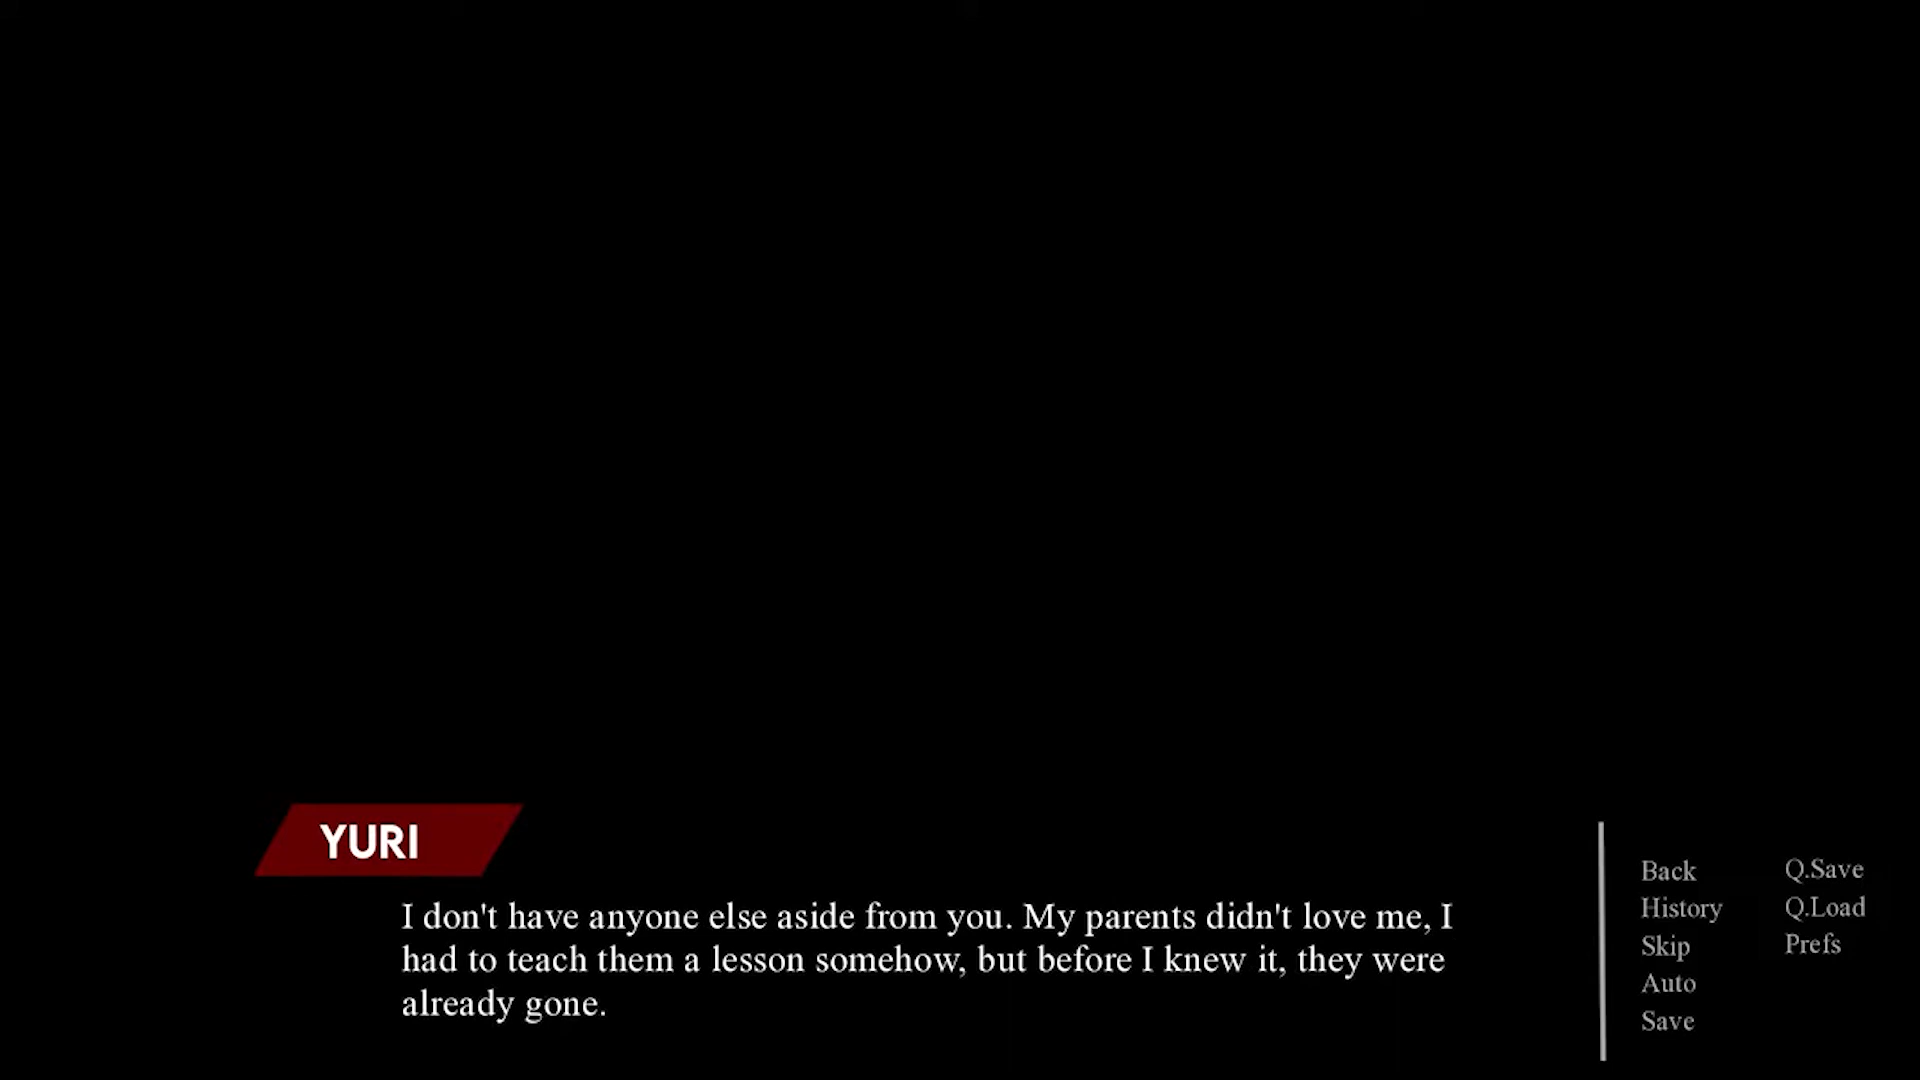 YURI
I don't have anyone else aside from you. My parents didn't love me, I
had to teach them a lesson somehow, but before I knew it, they were
already gone.
Back
History
Skip
Auto
Save
Q.Save
Q.Load
Prefs